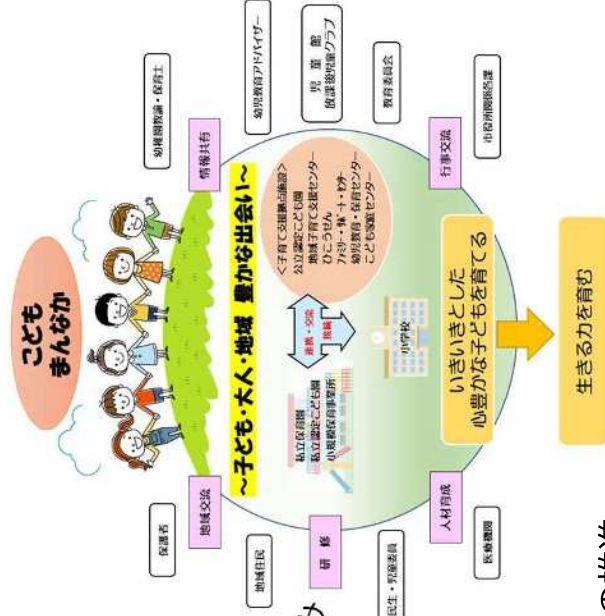 こども
まんなか
幼稚園教諭・保育士
保護者
情報共有
地域交流
幼児教育アドバイザー
地域住民
～子ども・大人・地域 豊かな出会い～
児童館
放課後児童クラブ
＜子育て支援拠点施設＞
公立認定こども園
地域子育て支援センター
ひこうせん
ファミリー・サポート・センター
幼児教育・保育センター
こども家庭センター
連携・交流
接続
私立保育園
私立認定こども園
小規模保育事業所
研修
教育委員会
民生・児童委員
小学校
行事交流
人材育成
市役所関係各課
医療機関
いきいきとした
心豊かな子どもを育てる
生きる力を育む
み
の推進